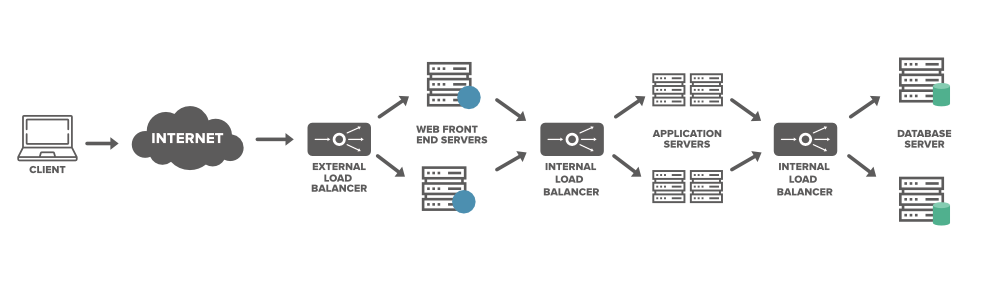 CLIENT
INTERNET
EXTERNAL
LOAD
BALANCER
WEB FRONT
END SERVERS
INTERNAL
LOAD
BALANCER
APPLICATION
SERVERS
INTERNAL
LOAD
BALANCER
DATABASE
SERVER